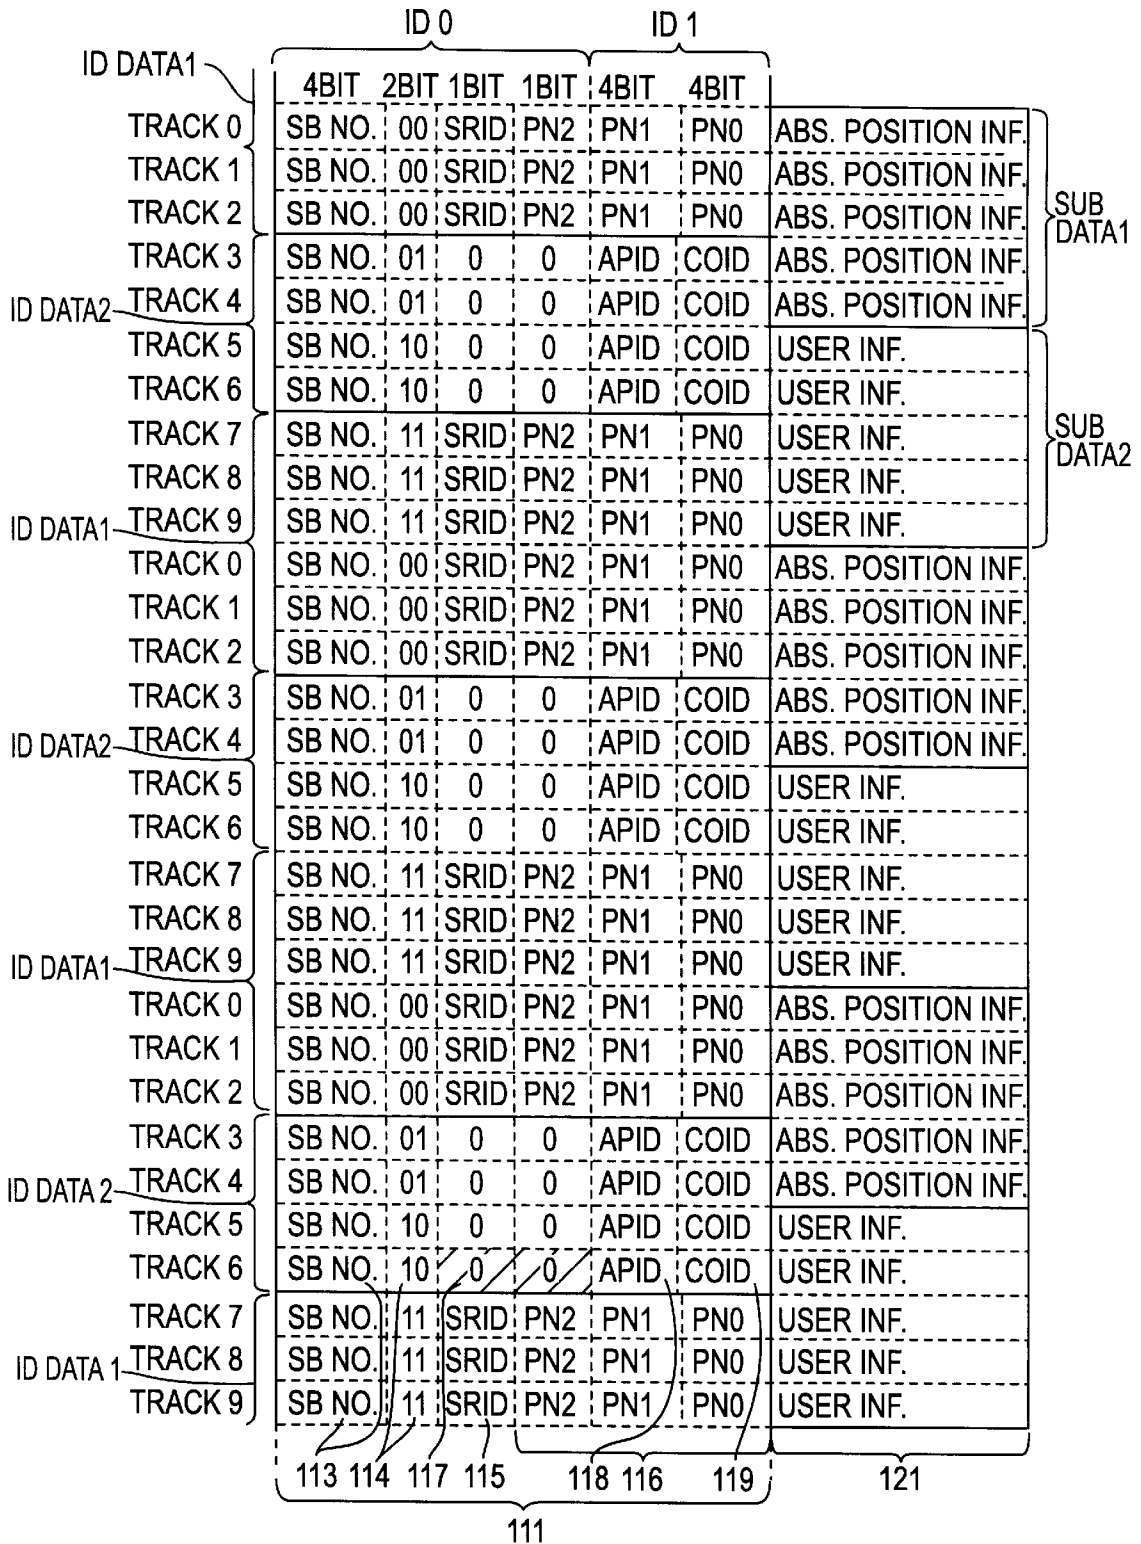 ID 0 ID 1
ID DATA1
4BIT 2BIT 1BIT 1BIT 4BIT 4BIT
TRACK 0 SB NO. 00 SRID PN2 PN1 PN0 ABS. POSITION INF.
TRACK 1 SB NO. 00 SRID PN2 PN1 PN0 ABS. POSITION INF.
TRACK 2 SB NO. 00 SRID PN2 PN1 PN0 ABS. POSITION INF.
SUB DATA1
TRACK 3 SB NO. 01 0 0 APID COID ABS. POSITION INF.
ID DATA2 TRACK 4 SB NO. 01 0 0 APID COID ABS. POSITION INF.
TRACK 5 SB NO. 10 0 0 APID COID USER INF.
TRACK 6 SB NO. 10 0 0 APID COID USER INF.
TRACK 7 SB NO. 11 SRID PN2 PN1 PN0 USER INF.
SUB DATA2
TRACK 8 SB NO. 11 SRID PN2 PN1 PN0 USER INF.
ID DATA1 TRACK 9 SB NO. 11 SRID PN2 PN1 PN0 USER INF.
TRACK 0 SB NO. 00 SRID PN2 PN1 PN0 ABS. POSITION INF.
TRACK 1 SB NO. 00 SRID PN2 PN1 PN0 ABS. POSITION INF.
TRACK 2 SB NO. 00 SRID PN2 PN1 PN0 ABS. POSITION INF.
TRACK 3 SB NO. 01 0 0 APID COID ABS. POSITION INF.
ID DATA2 TRACK 4 SB NO. 01 0 0 APID COID ABS. POSITION INF.
TRACK 5 SB NO. 10 0 0 APID COID USER INF.
TRACK 6 SB NO. 10 0 0 APID COID USER INF.
TRACK 7 SB NO. 11 SRID PN2 PN1 PN0 USER INF.
TRACK 8 SB NO. 11 SRID PN2 PN1 PN0 USER INF.
ID DATA1 TRACK 9 SB NO. 11 SRID PN2 PN1 PN0 USER INF.
TRACK 0 SB NO. 00 SRID PN2 PN1 PN0 ABS. POSITION INF.
TRACK 1 SB NO. 00 SRID PN2 PN1 PN0 ABS. POSITION INF.
TRACK 2 SB NO. 00 SRID PN2 PN1 PN0 ABS. POSITION INF.
TRACK 3 SB NO. 01 0 0 APID COID ABS. POSITION INF.
ID DATA 2 TRACK 4 SB NO. 01 0 0 APID COID ABS. POSITION INF.
TRACK 5 SB NO. 10 0 0 APID COID USER INF.
TRACK 6 SB NO. 10 0 0 APID COID USER INF.
TRACK 7 SB NO. 11 SRID PN2 PN1 PN0 USER INF.
ID DATA 1 TRACK 8 SB NO. 11 SRID PN2 PN1 PN0 USER INF.
TRACK 9 SB NO. 11 SRID PN2 PN1 PN0 USER INF.
113 114 117 115 118 116 119 121
111